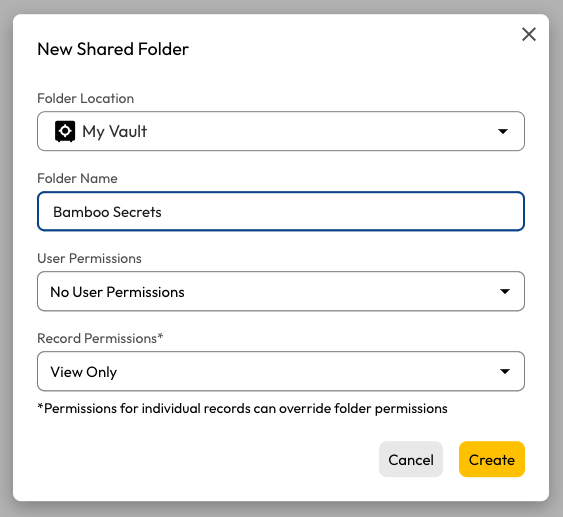 New Shared Folder
Folder Location
My Vault
Folder Name
Bamboo Secrets
User Permissions
No User Permissions
Record Permissions*
View Only
*Permissions for individual records can override folder permissions
Cancel
Create